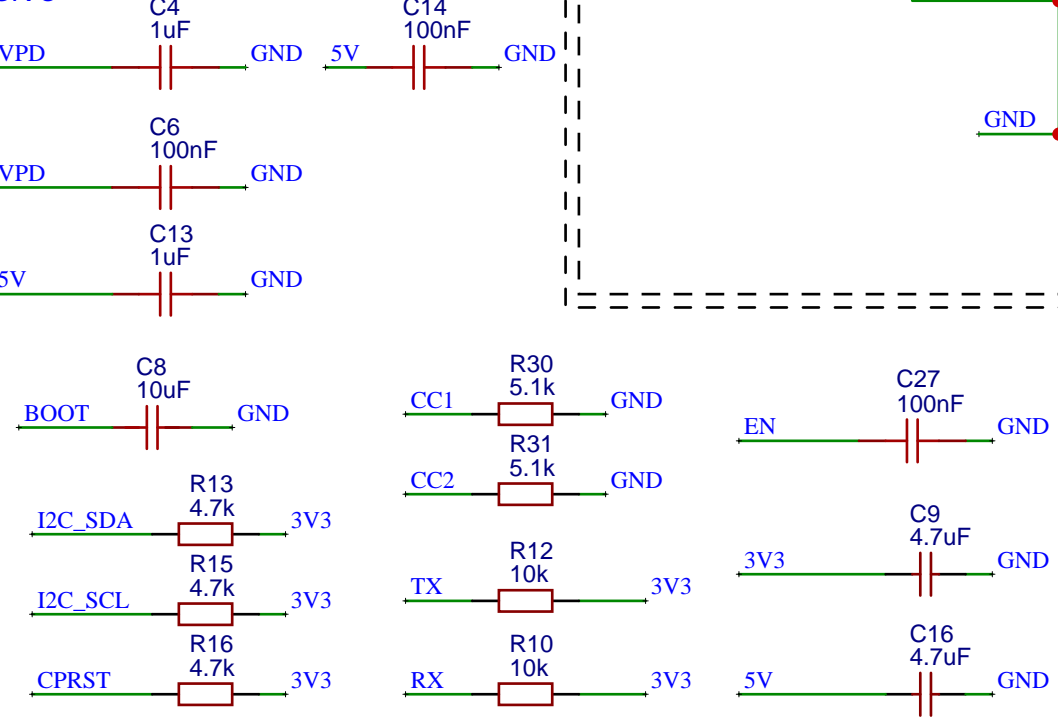 C4
1uF
VPD
GND
C14
100nF
5V
GND
GND
C6
100nF
VPD
GND
C13
1uF
5V
GND
C8
10uF
BOOT
GND
R30
5.1k
CC1
GND
R31
5.1k
CC2
GND
C27
100nF
EN
GND
R13
4.7k
I2C_SDA
3V3
R15
4.7k
I2C_SCL
3V3
R16
4.7k
CPRST
3V3
R12
10k
TX
3V3
R10
10k
RX
3V3
C9
4.7uF
3V3
GND
C16
4.7uF
5V
GND